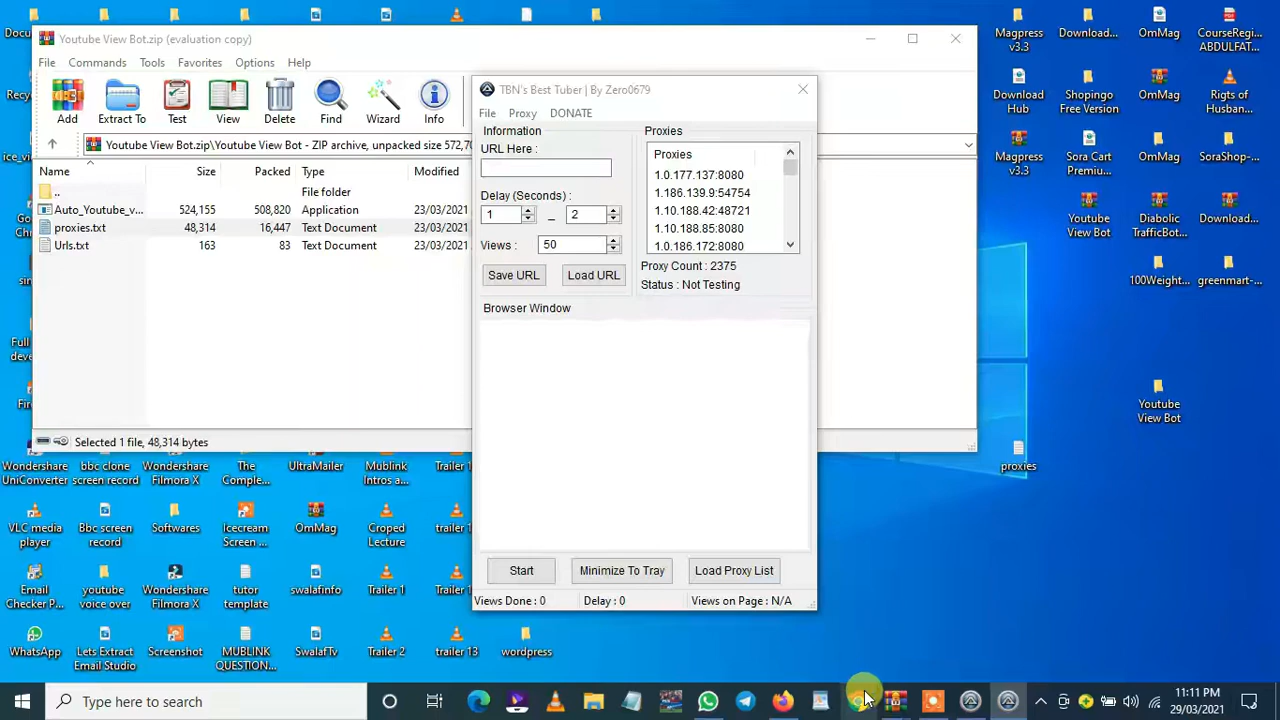 Docu
Youtube View Bot.zip (evaluation copy)
File Commands Tools Favorites Options Help
Add Extract To Test View Delete Find Wizard Info
Youtube View Bot.zip\Youtube View Bot - ZIP archive, unpacked size 572,7
Name Size Packed Type Modified
.. File folder
Auto_Youtube_v... 524,155 508,820 Application 23/03/2021
proxies.txt 48,314 16,447 Text Document 23/03/2021
Urls.txt 163 83 Text Document 23/03/2021
Selected 1 file, 48,314 bytes
TBN's Best Tuber | By Zero0679
File Proxy DONATE
Information
URL Here :
Delay (Seconds) :
1 – 2
Views : 50
Save URL Load URL
Proxies
Proxies
1.0.177.137:8080
1.186.139.9:54754
1.10.188.42:48721
1.10.188.85:8080
1.0.186.172:8080
Proxy Count : 2375
Status : Not Testing
Browser Window
Start Minimize To Tray Load Proxy List
Views Done : 0 Delay : 0 Views on Page : N/A
Magpress v3.3
Download...
OmMag
CourseRegi... ABDULFAT...
Download Hub
Shopingo Free Version
OmMag
Rigts of Husban...
Magpress v3.3
Sora Cart Premiu...
OmMag
SoraShop-...
Youtube View Bot
Diabolic TrafficBot...
Download...
100Weight...
greenmart-...
Youtube View Bot
proxies
Wondershare UniConverter
bbc clone screen record
Wondershare Filmora X
The Comple...
UltraMailer
Mublink Intros a...
Trailer 1
VLC media player
Bbc screen record
Softwares
Icecream Screen ...
OmMag
Croped Lecture
trailer 1
Email Checker P...
youtube voice over
Wondershare Filmora X
tutor template
swalafinfo
Trailer 1
WhatsApp
Lets Extract Email Studio
Screenshot
MUBLINK QUESTION...
SwalafTv
Trailer 2
trailer 13
wordpress
Type here to search
11:11 PM
29/03/2021